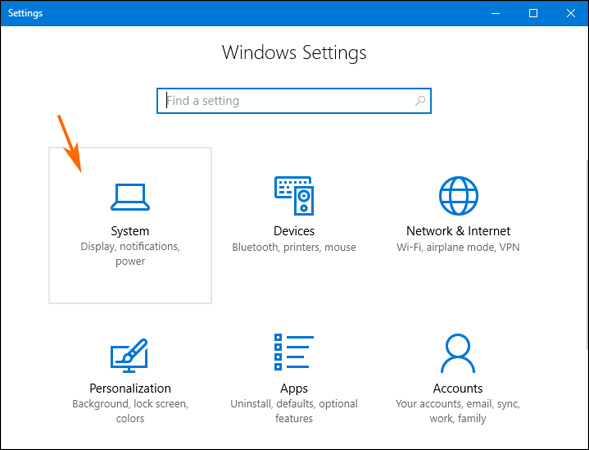 Settings
Windows Settings
Find a setting
System
Display, notifications,
power
Devices
Bluetooth, printers, mouse
Network & Internet
Wi-Fi, airplane mode, VPN
Personalization
Background, lock screen,
colors
Apps
Uninstall, defaults, optional
features
Accounts
Your accounts, email, sync,
work, family